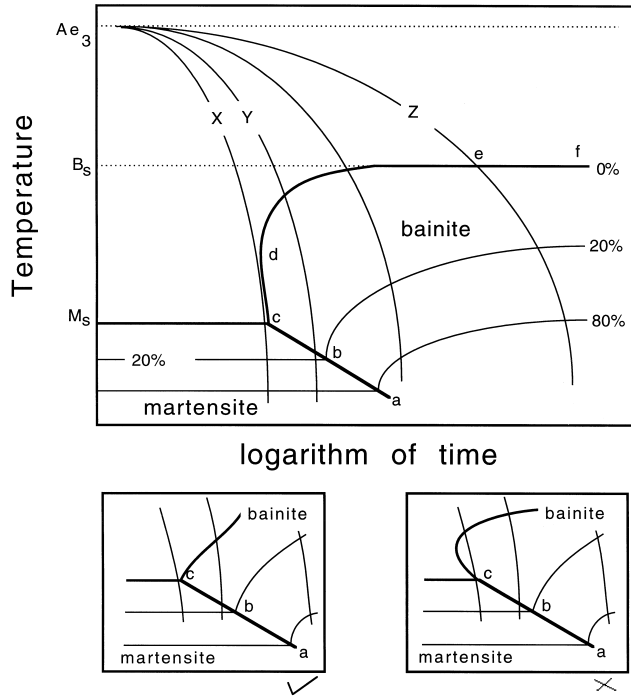 Ae3
X
Y
Z
Bs
e
f
0%
d
bainite
20%
Temperature
Ms
c
80%
20%
b
martensite
a
logarithm of time
bainite
c
b
martensite
a
bainite
c
b
martensite
a